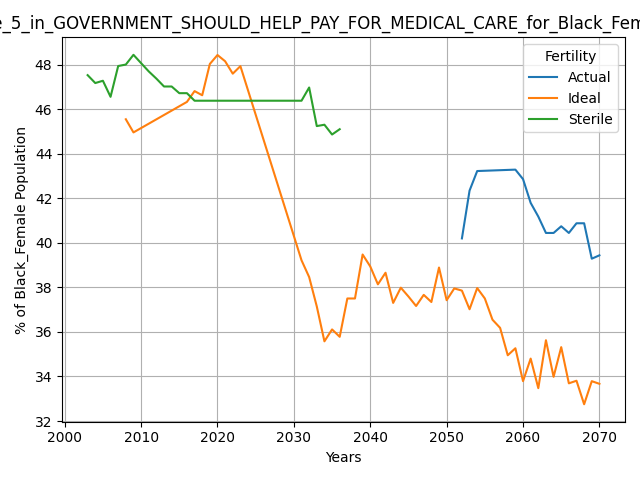 e_5_in_GOVERNMENT_SHOULD_HELP_PAY_FOR_MEDICAL_CARE_for_Black_Fem
Fertility
Actual
Ideal
Sterile
% of Black_Female Population
48
46
44
42
40
38
36
34
32
2000 2010 2020 2030 2040 2050 2060 2070
Years